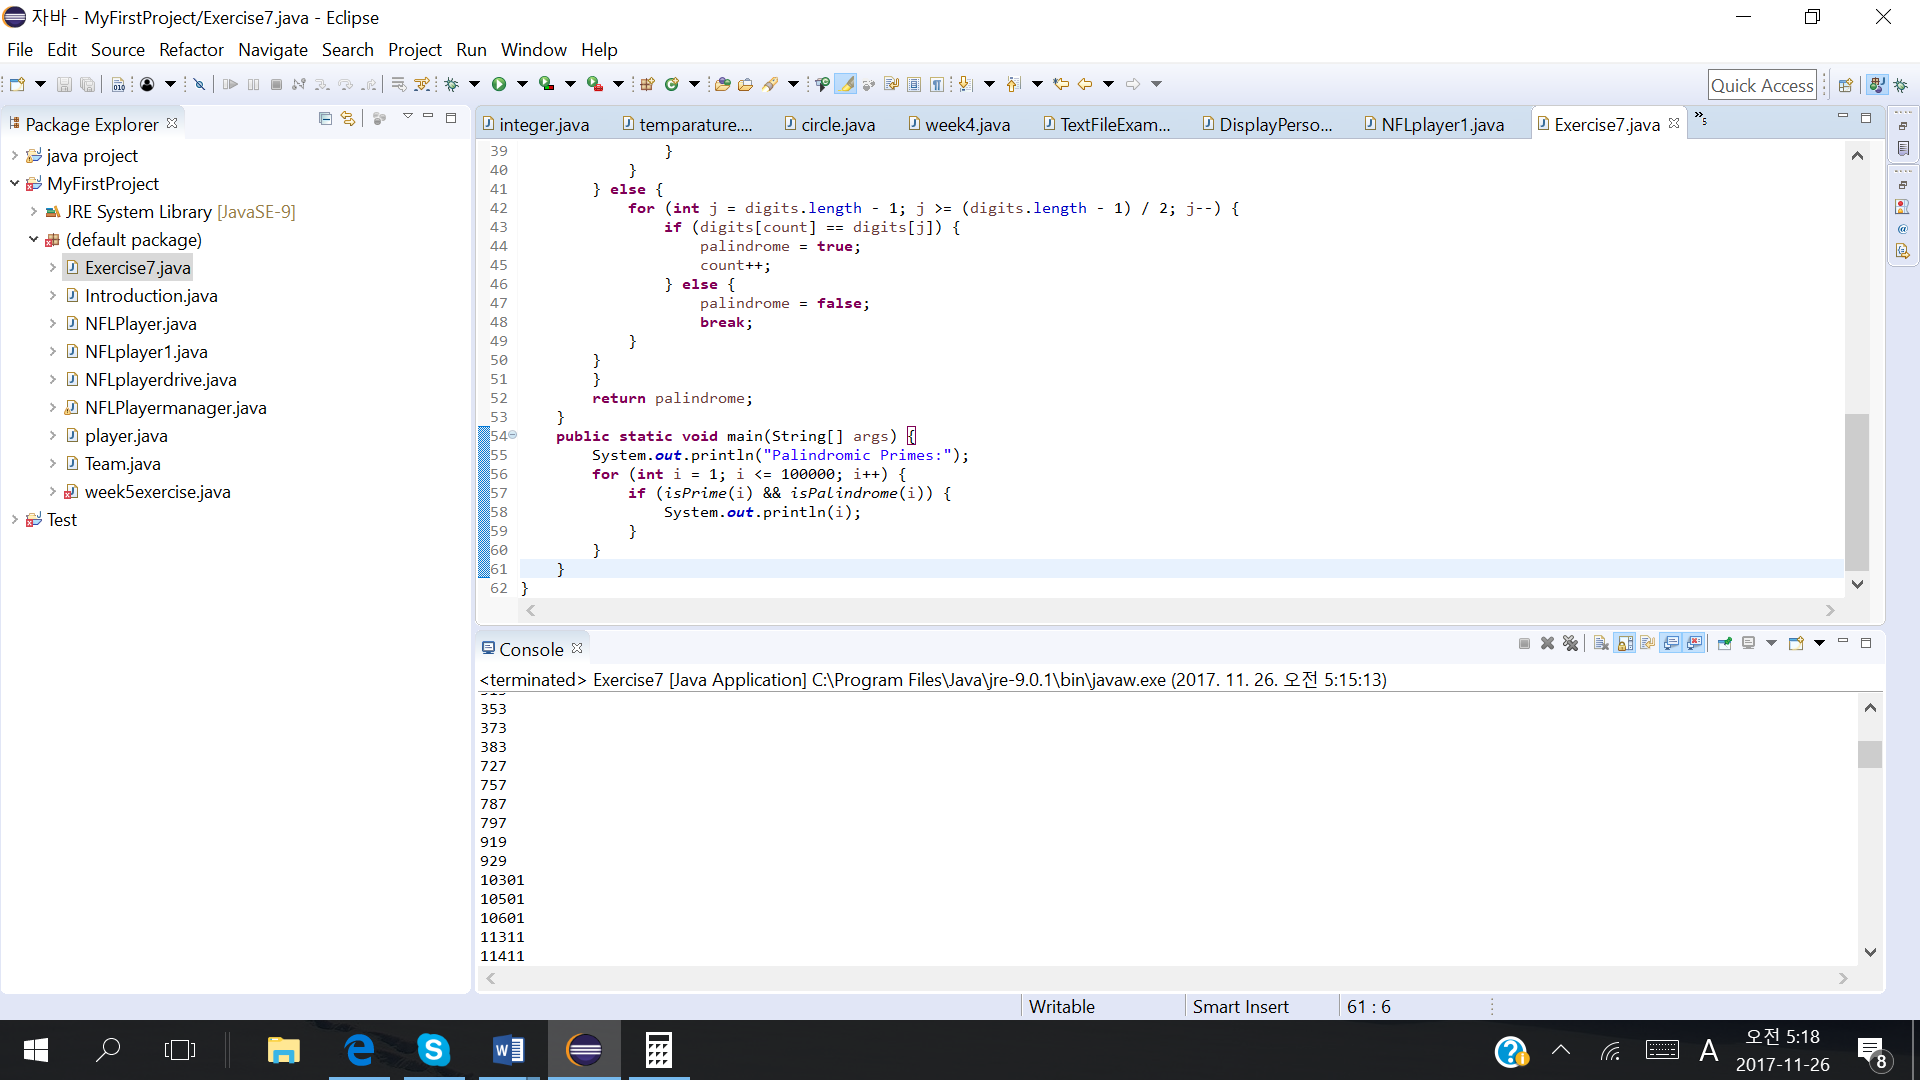 자바 - MyFirstProject/Exercise7.java - Eclipse
File Edit Source Refactor Navigate Search Project Run Window Help
Quick Access
Package Explorer
java project
MyFirstProject
JRE System Library [JavaSE-9]
(default package)
Exercise7.java
Introduction.java
NFLPlayer.java
NFLplayer1.java
NFLplayerdrive.java
NFLPlayermanager.java
player.java
Team.java
week5exercise.java
Test
integer.java temparature.... circle.java week4.java TextFileExam... DisplayPerso... NFLplayer1.java Exercise7.java »5
39 }
40 }
41 } else {
42 for (int j = digits.length - 1; j >= (digits.length - 1) / 2; j--) {
43 if (digits[count] == digits[j]) {
44 palindrome = true;
45 count++;
46 } else {
47 palindrome = false;
48 break;
49 }
50 }
51 }
52 return palindrome;
53 }
54 public static void main(String[] args) {
55 System.out.println("Palindromic Primes:");
56 for (int i = 1; i <= 100000; i++) {
57 if (isPrime(i) && isPalindrome(i)) {
58 System.out.println(i);
59 }
60 }
61 }
62 }
Console
<terminated> Exercise7 [Java Application] C:\Program Files\Java\jre-9.0.1\bin\javaw.exe (2017. 11. 26. 오전 5:15:13)
353
373
383
727
757
787
797
919
929
10301
10501
10601
11311
11411
Writable Smart Insert 61 : 6
A
오전 5:18
2017-11-26
8